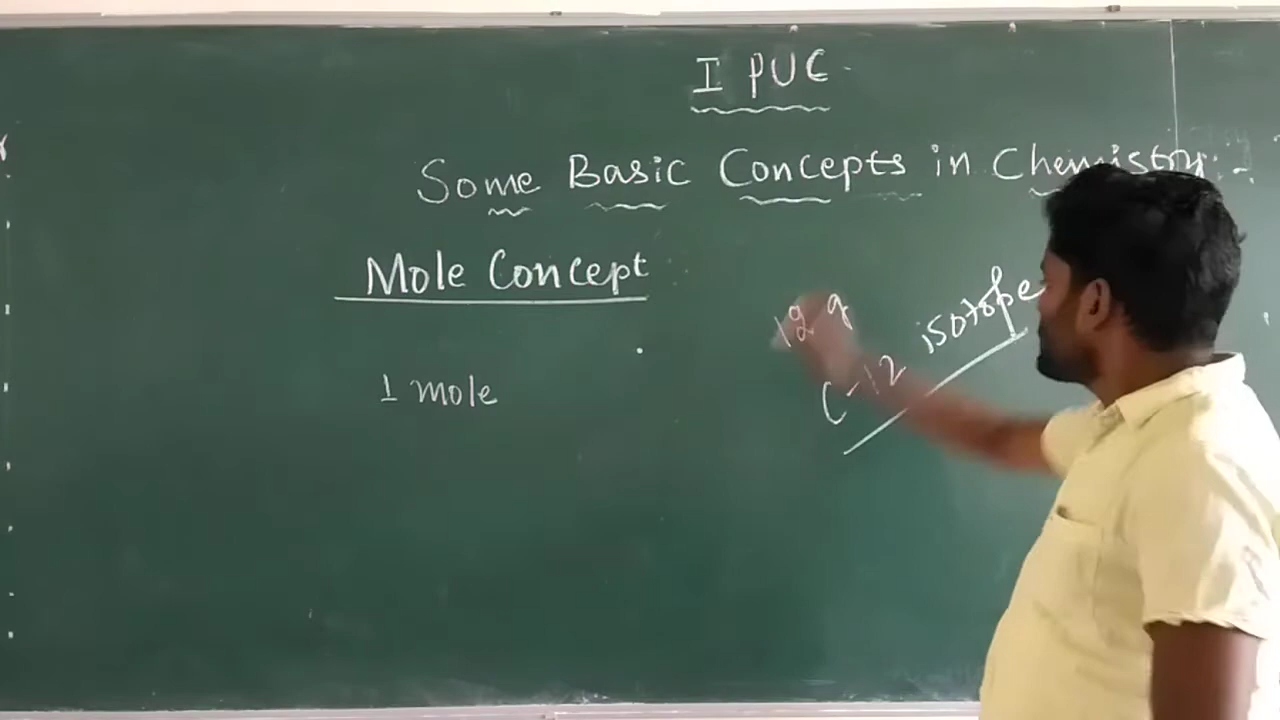 I PUC
Some Basic Concepts in Chemistry:-
Mole Concept
1 mole
12 g
C-12 isotope